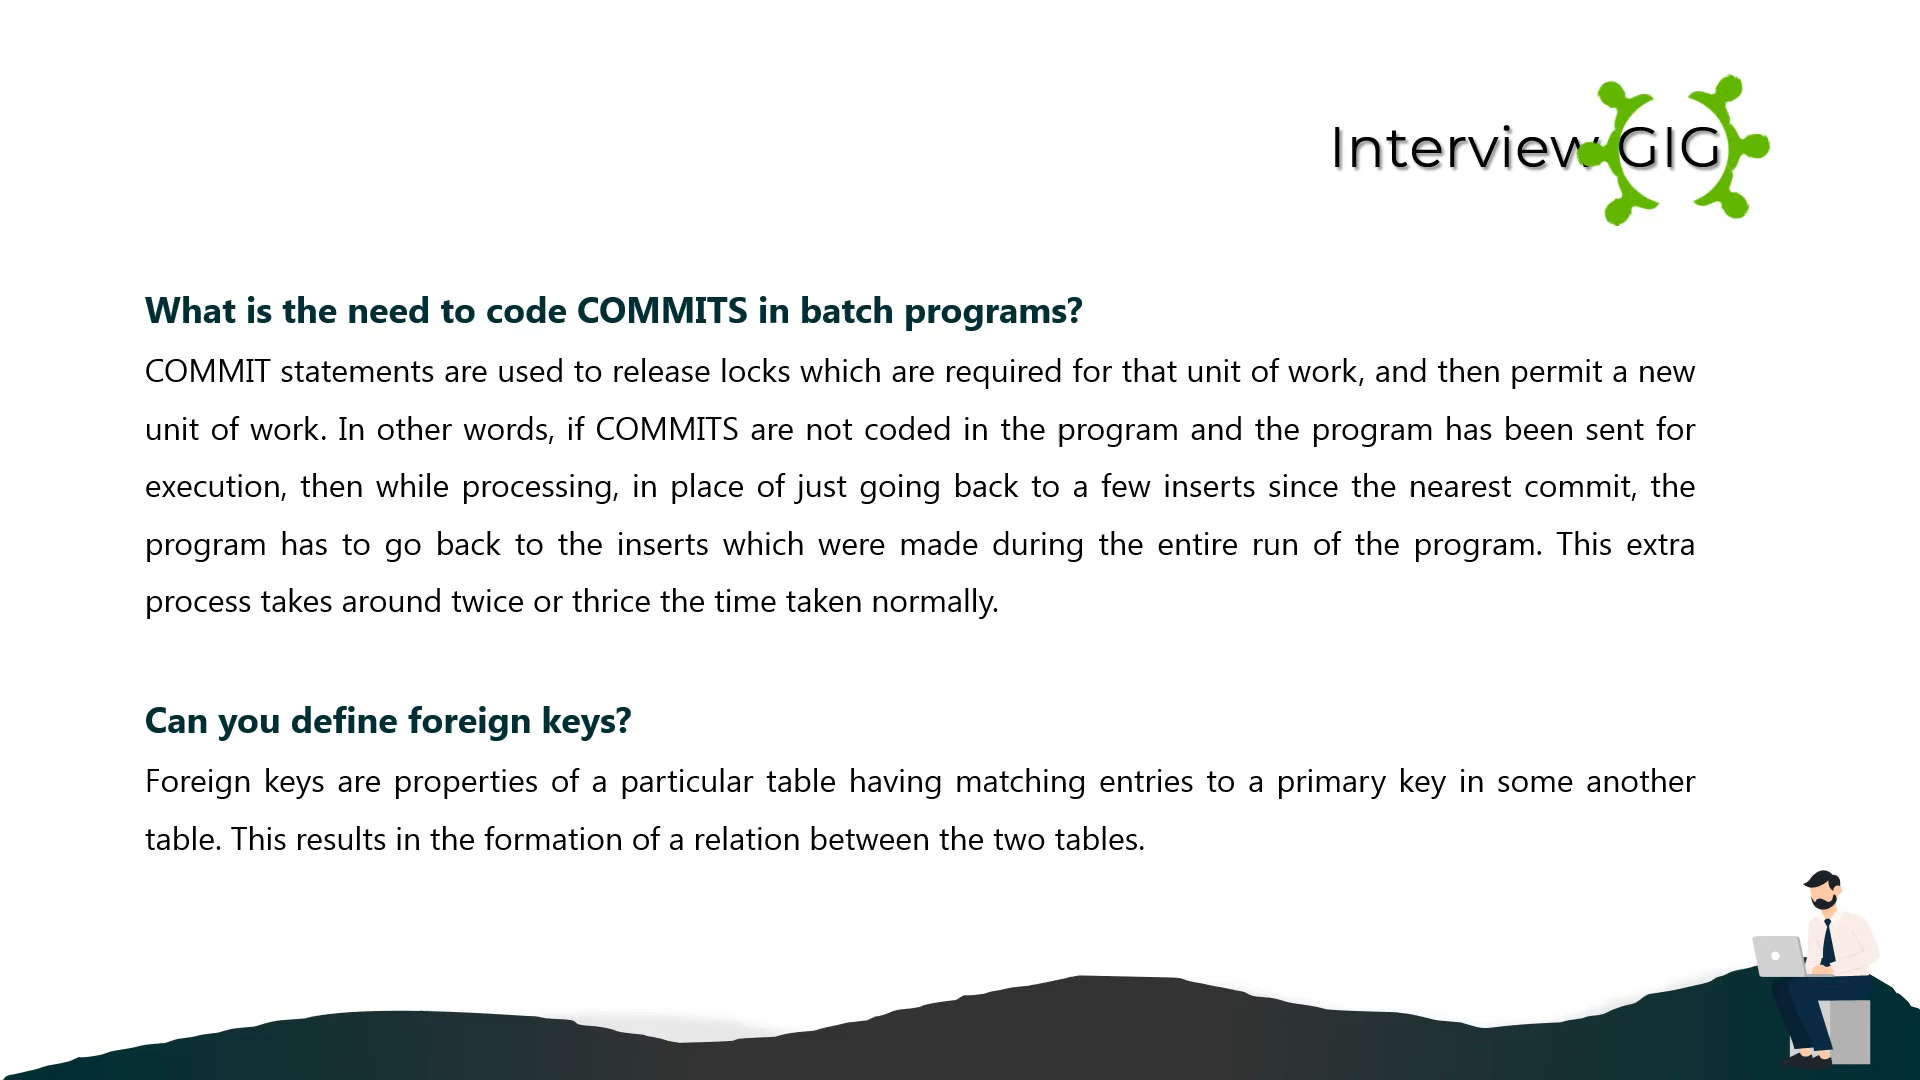 Interview GIG
What is the need to code COMMITS in batch programs?
COMMIT statements are used to release locks which are required for that unit of work, and then permit a new
unit of work. In other words, if COMMITS are not coded in the program and the program has been sent for
execution, then while processing, in place of just going back to a few inserts since the nearest commit, the
program has to go back to the inserts which were made during the entire run of the program. This extra
process takes around twice or thrice the time taken normally.
Can you define foreign keys?
Foreign keys are properties of a particular table having matching entries to a primary key in some another
table. This results in the formation of a relation between the two tables.